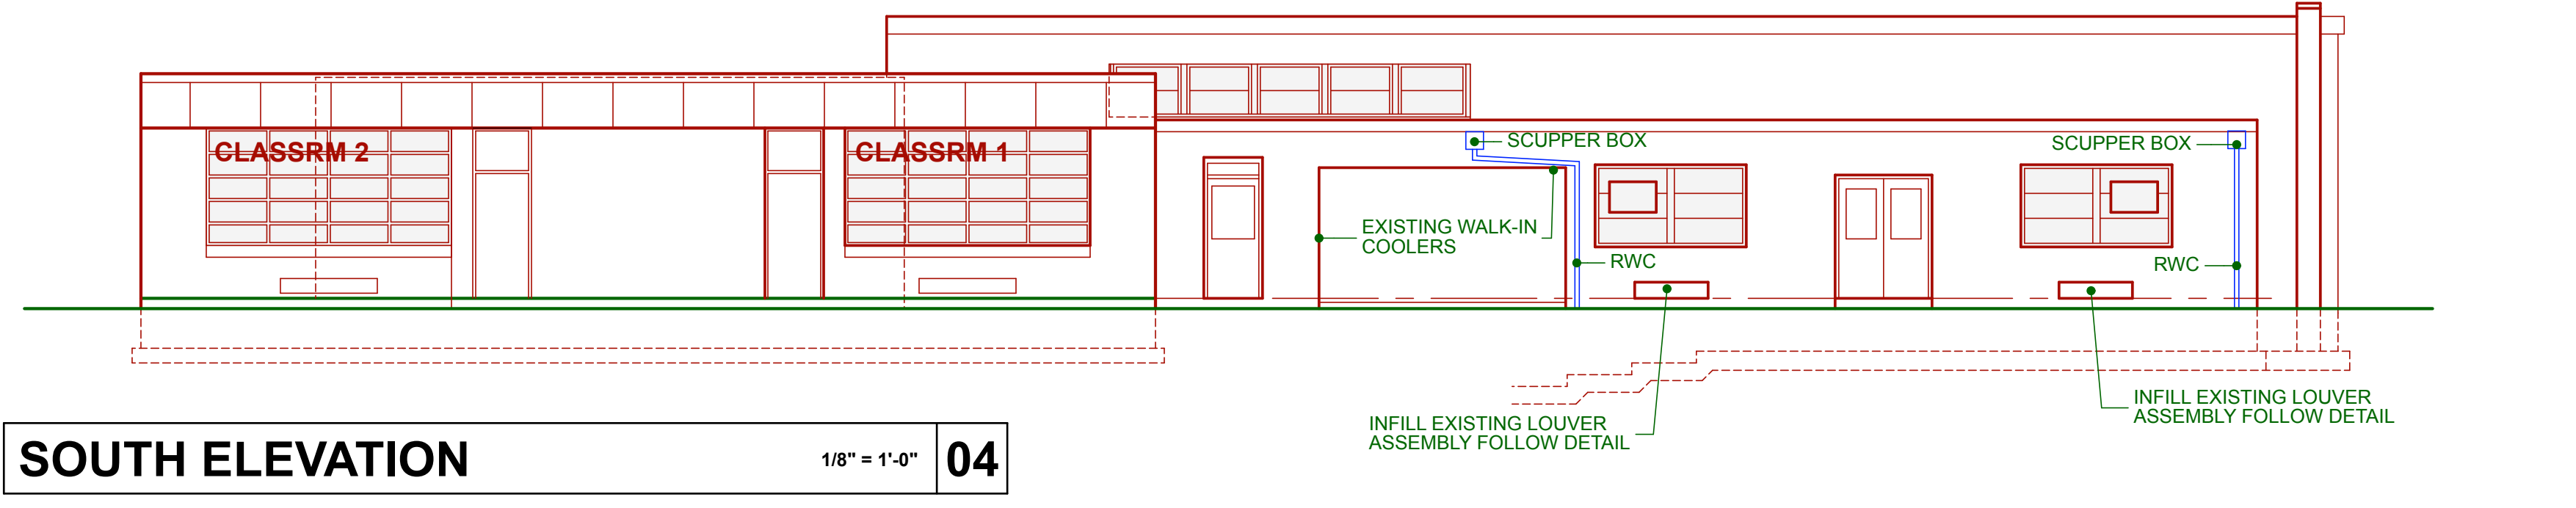 CLASSRM 2
CLASSRM 1
SCUPPER BOX
SCUPPER BOX
EXISTING WALK-IN
COOLERS
RWC
RWC
INFILL EXISTING LOUVER
ASSEMBLY FOLLOW DETAIL
INFILL EXISTING LOUVER
ASSEMBLY FOLLOW DETAIL
SOUTH ELEVATION
1/8" = 1'-0"
04